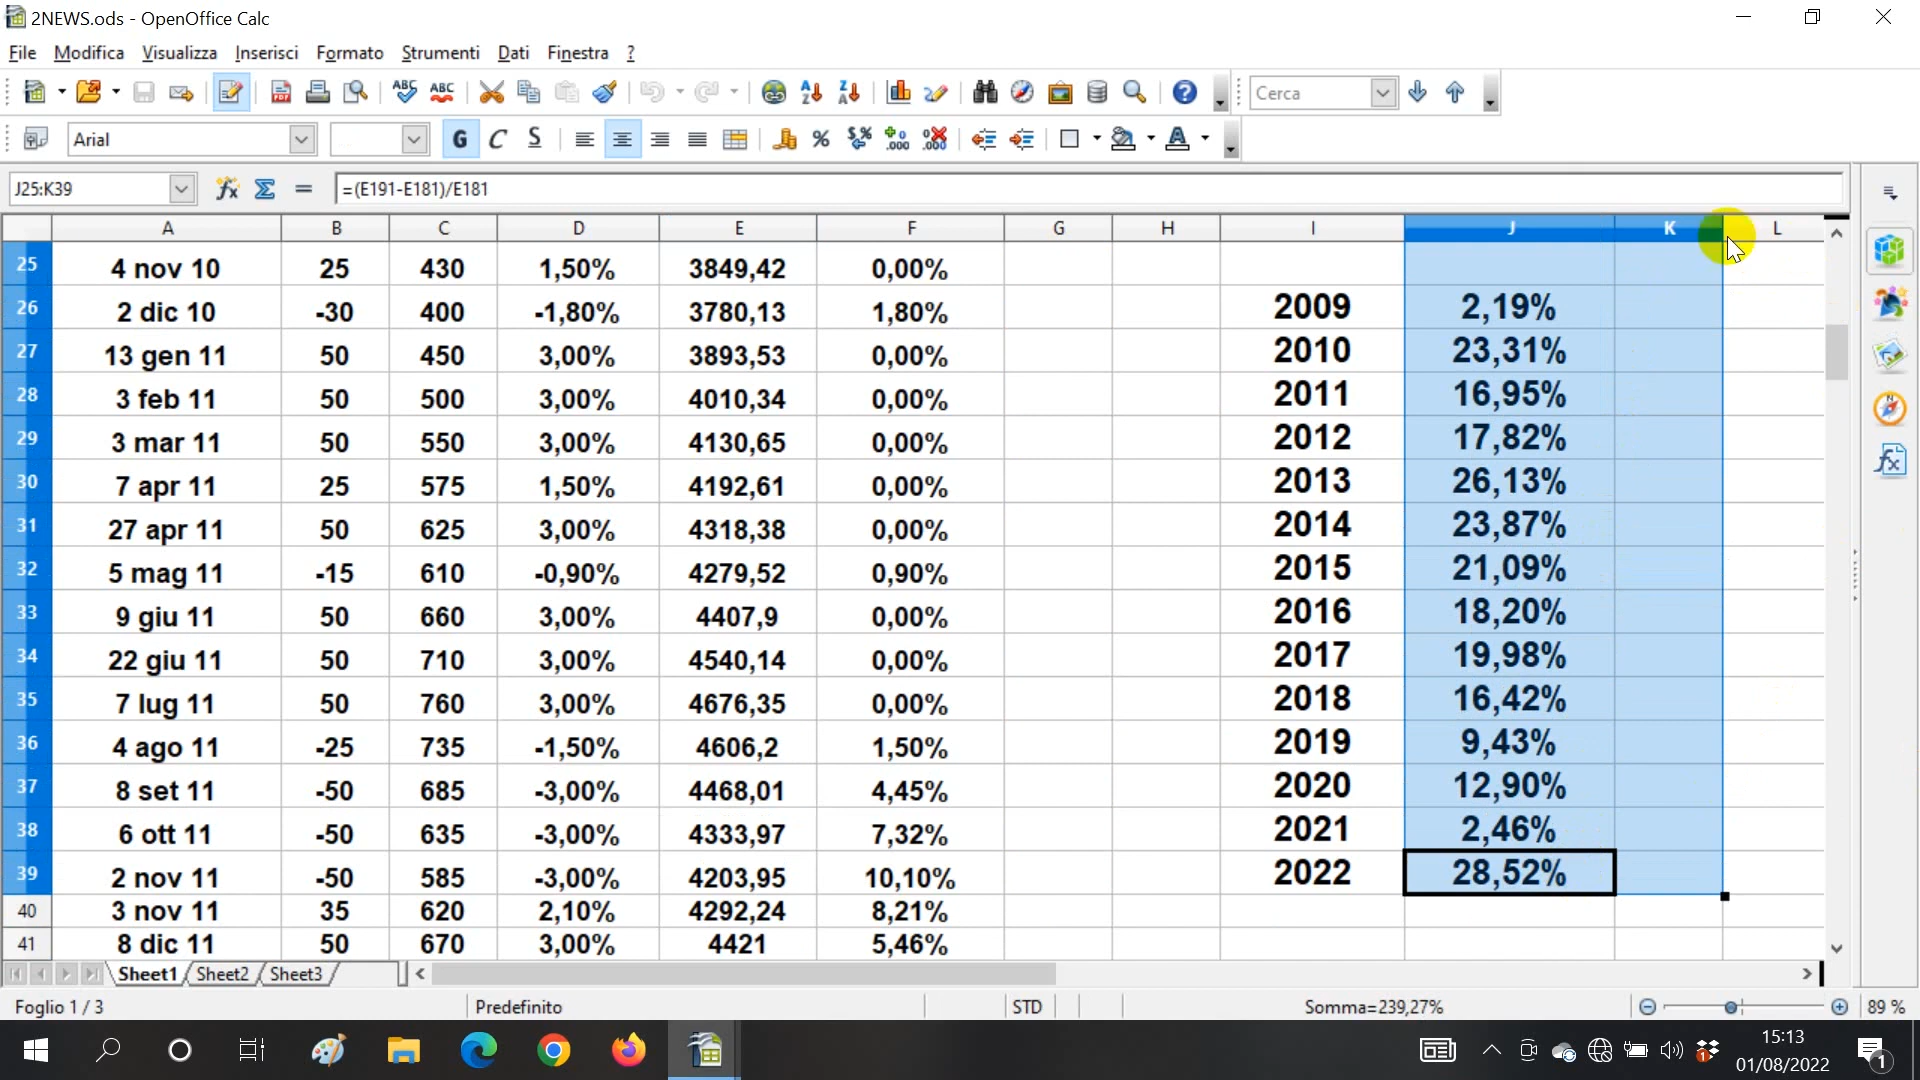 2NEWS.ods - OpenOffice Calc
File Modifica Visualizza Inserisci Formato Strumenti Dati Finestra ?
Cerca
Arial G C S
J25:K39 =(E191-E181)/E181
A B C D E F G H I J K L
25 4 nov 10 25 430 1,50% 3849,42 0,00%
26 2 dic 10 -30 400 -1,80% 3780,13 1,80% 2009 2,19%
27 13 gen 11 50 450 3,00% 3893,53 0,00% 2010 23,31%
28 3 feb 11 50 500 3,00% 4010,34 0,00% 2011 16,95%
29 3 mar 11 50 550 3,00% 4130,65 0,00% 2012 17,82%
30 7 apr 11 25 575 1,50% 4192,61 0,00% 2013 26,13%
31 27 apr 11 50 625 3,00% 4318,38 0,00% 2014 23,87%
32 5 mag 11 -15 610 -0,90% 4279,52 0,90% 2015 21,09%
33 9 giu 11 50 660 3,00% 4407,9 0,00% 2016 18,20%
34 22 giu 11 50 710 3,00% 4540,14 0,00% 2017 19,98%
35 7 lug 11 50 760 3,00% 4676,35 0,00% 2018 16,42%
36 4 ago 11 -25 735 -1,50% 4606,2 1,50% 2019 9,43%
37 8 set 11 -50 685 -3,00% 4468,01 4,45% 2020 12,90%
38 6 ott 11 -50 635 -3,00% 4333,97 7,32% 2021 2,46%
39 2 nov 11 -50 585 -3,00% 4203,95 10,10% 2022 28,52%
40 3 nov 11 35 620 2,10% 4292,24 8,21%
41 8 dic 11 50 670 3,00% 4421 5,46%
Sheet1 Sheet2 Sheet3
Foglio 1 / 3 Predefinito STD Somma=239,27% 89 %
15:13
01/08/2022
1